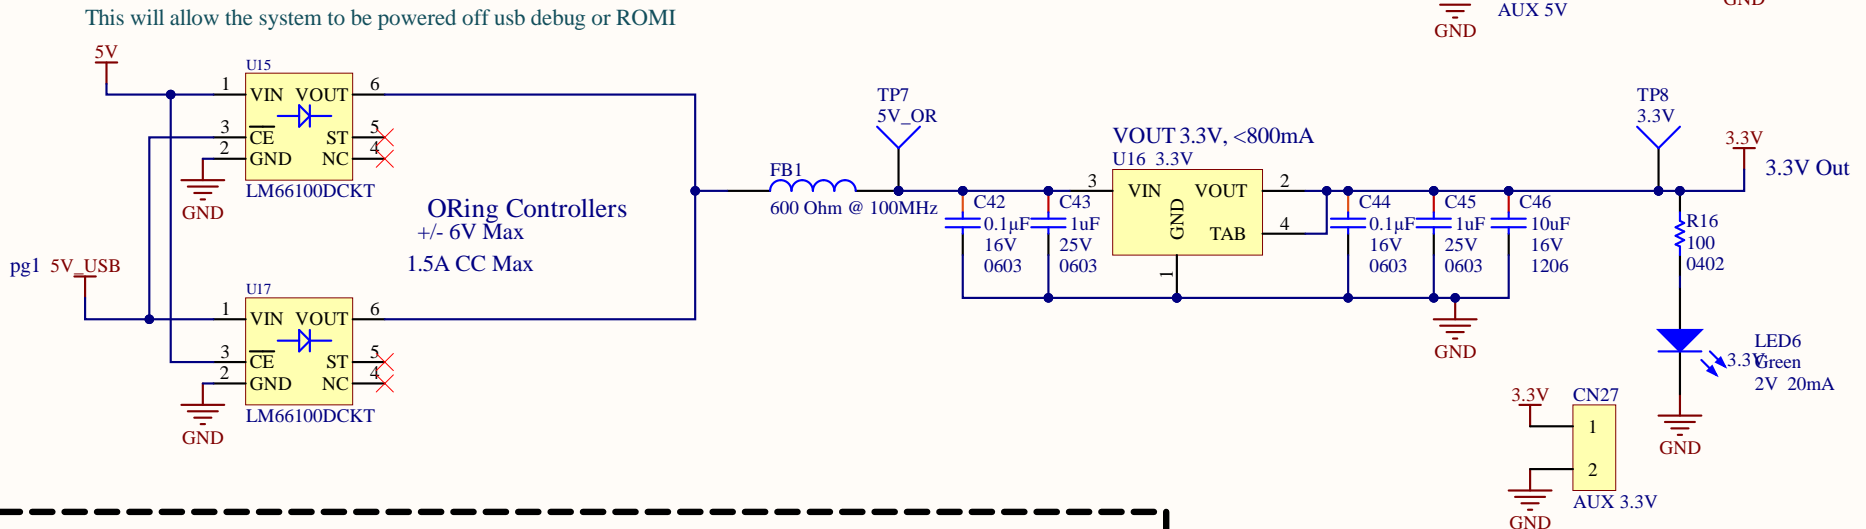 This will allow the system to be powered off usb debug or ROMI
GND
AUX 5V
GND
5V
U15
1 VIN VOUT 6
3 CE ST 5
2 GND NC 4
LM66100DCKT
GND
ORing Controllers
+/- 6V Max
1.5A CC Max
pg1 5V_USB
U17
1 VIN VOUT 6
3 CE ST 5
2 GND NC 4
LM66100DCKT
GND
FB1
600 Ohm @ 100MHz
TP7
5V_OR
C42
0.1µF
16V
0603
C43
1uF
25V
0603
VOUT 3.3V, <800mA
U16 3.3V
3 VIN VOUT 2
GND TAB 4
1
C44
0.1µF
16V
0603
C45
1uF
25V
0603
C46
10uF
16V
1206
GND
TP8
3.3V
3.3V
3.3V Out
R16
100
0402
LED6
3.3V
Green
2V 20mA
GND
3.3V
CN27
1
2
AUX 3.3V
GND